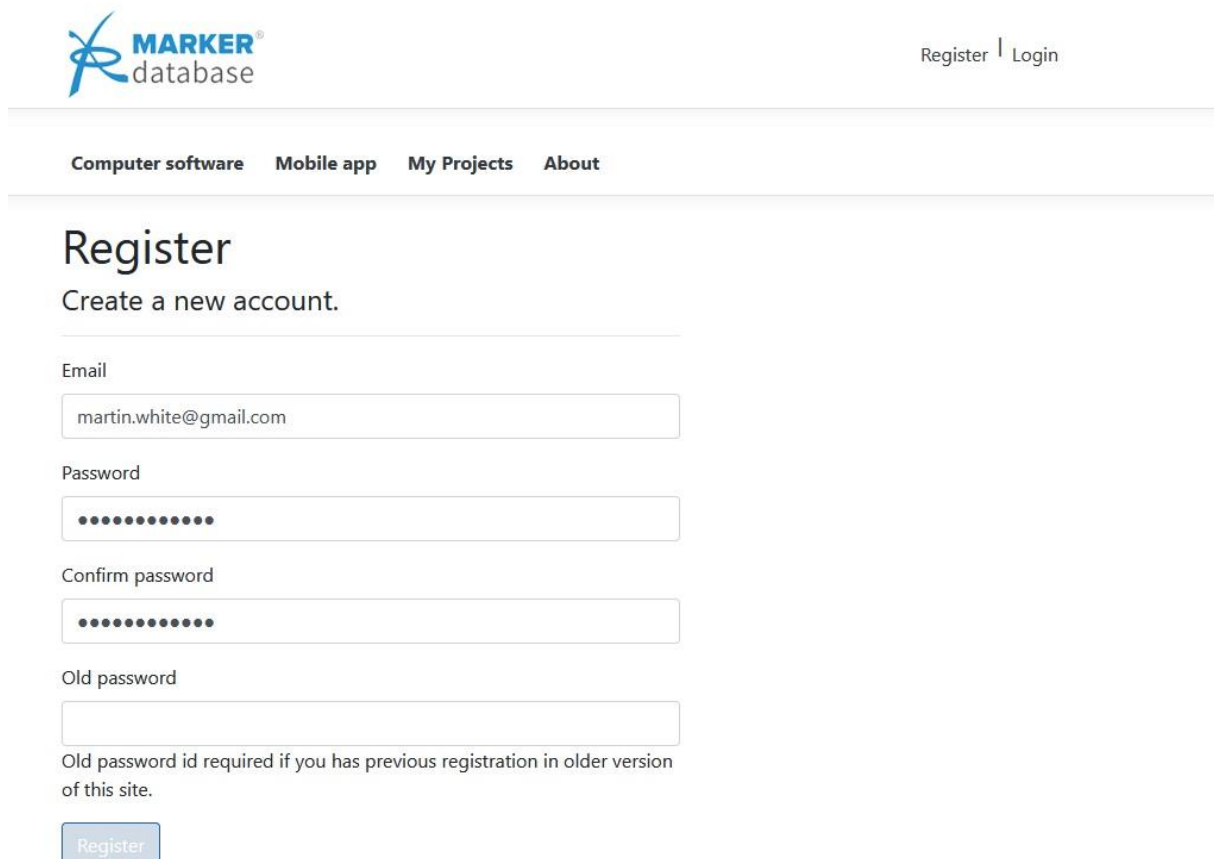 MARKER®
database
Register | Login
Computer software Mobile app My Projects About
Register
Create a new account.
Email
martin.white@gmail.com
Password
••••••••••••
Confirm password
••••••••••••
Old password
Old password id required if you has previous registration in older version
of this site.
Register